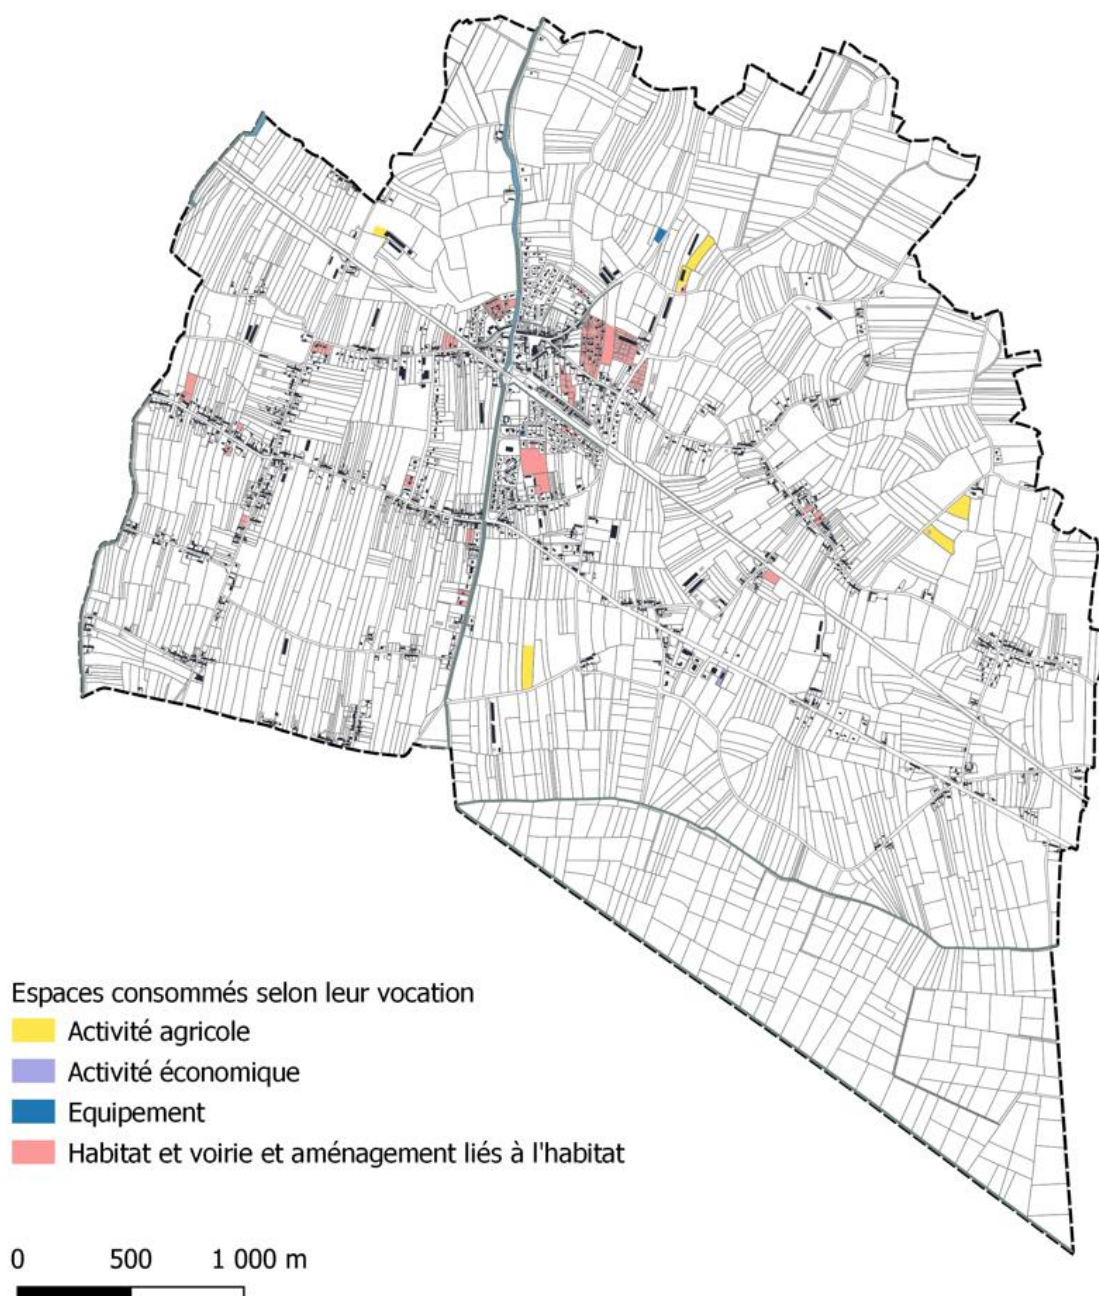 Espaces consommés selon leur vocation
Activité agricole
Activité économique
Equipement
Habitat et voirie et aménagement liés à l'habitat
0 500 1 000 m